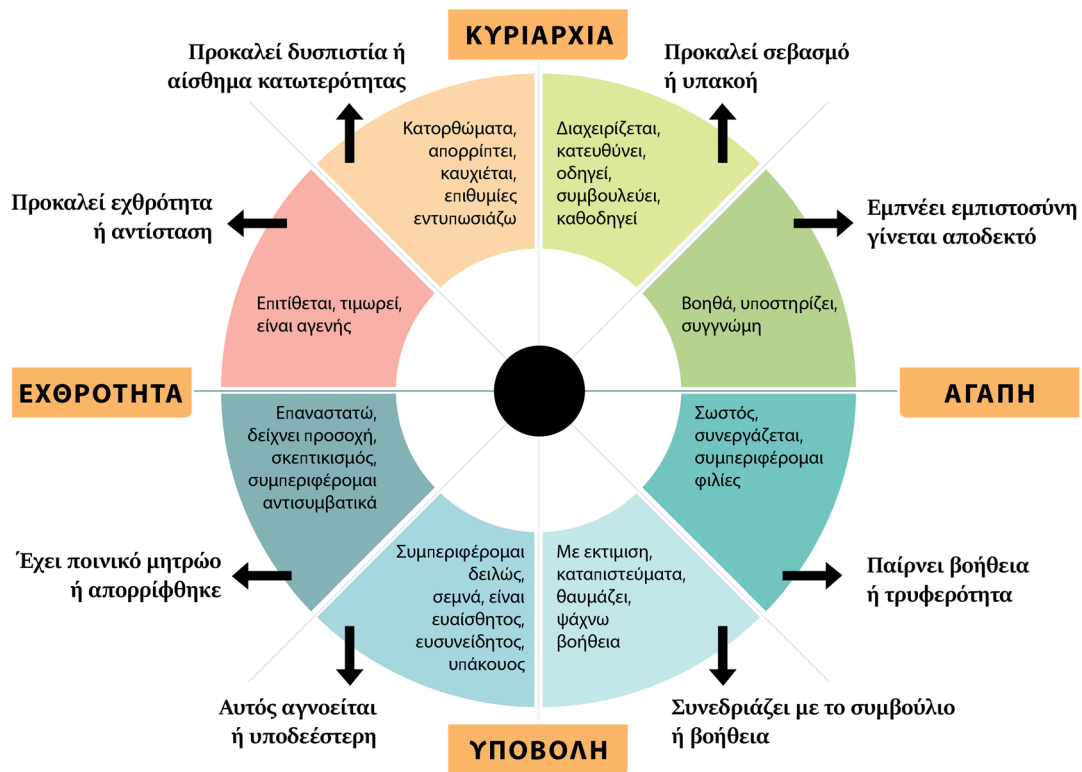 ΚΥΡΙΑΡΧΙΑ
Προκαλεί δυσπιστία ή
αίσθημα κατωτερότητας
Προκαλεί σεβασμό
ή υπακοή
Κατορθώματα,
απορρίπτει,
καυχιέται,
επιθυμίες
εντυπωσιάζω
Διαχειρίζεται,
κατευθύνει,
οδηγεί,
συμβουλεύει,
καθοδηγεί
Προκαλεί εχθρότητα
ή αντίσταση
Εμπνέει εμπιστοσύνη
γίνεται αποδεκτό
Επιτίθεται, τιμωρεί,
είναι αγενής
Βοηθά, υποστηρίζει,
συγγνώμη
ΕΧΘΡΟΤΗΤΑ
ΑΓΑΠΗ
Επαναστατώ,
δείχνει προσοχή,
σκεπτικισμός,
συμπεριφέρομαι
αντισυμβατικά
Σωστός,
συνεργάζεται,
συμπεριφέρομαι
φιλίες
Έχει ποινικό μητρώο
ή απορρίφθηκε
Συμπεριφέρομαι
δειλώς,
σεμνά, είναι
ευαίσθητος,
ευσυνείδητος,
υπάκουος
Με εκτιμιση,
καταπιστεύματα,
θαυμάζει,
ψάχνω
βοήθεια
Παίρνει βοήθεια
ή τρυφερότητα
Αυτός αγνοείται
ή υποδεέστερη
Συνεδριάζει με το συμβούλιο
ή βοήθεια
ΥΠΟΒΟΛΗ